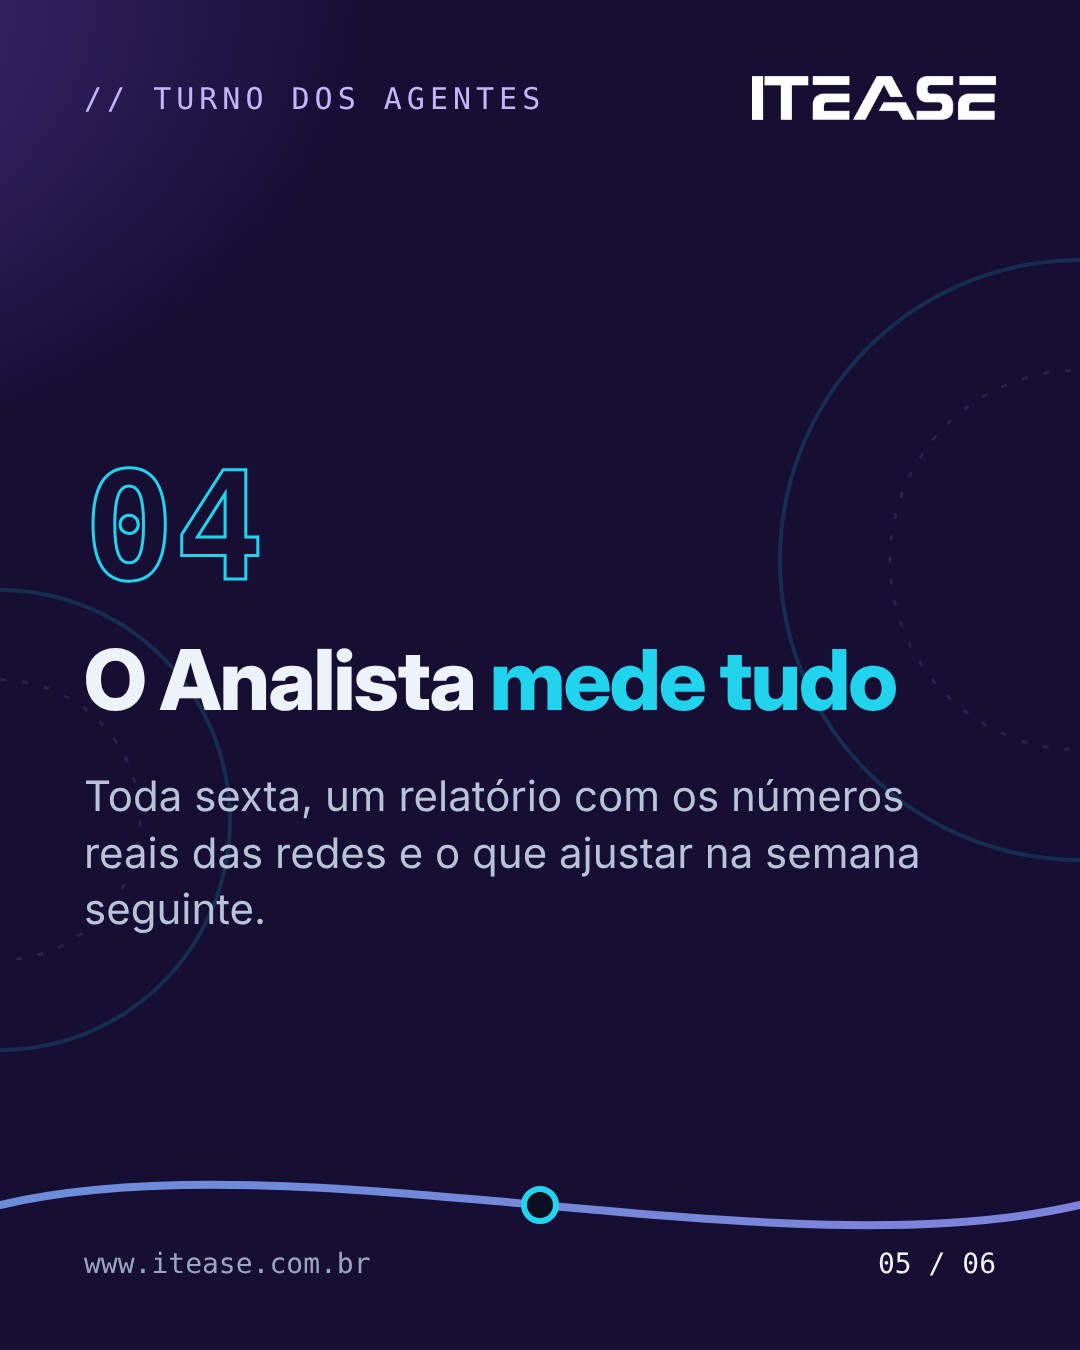 // TURNO DOS AGENTES
ITEASE
04
O Analista mede tudo
Toda sexta, um relatório com os números
reais das redes e o que ajustar na semana
seguinte.
www.itease.com.br
05 / 06